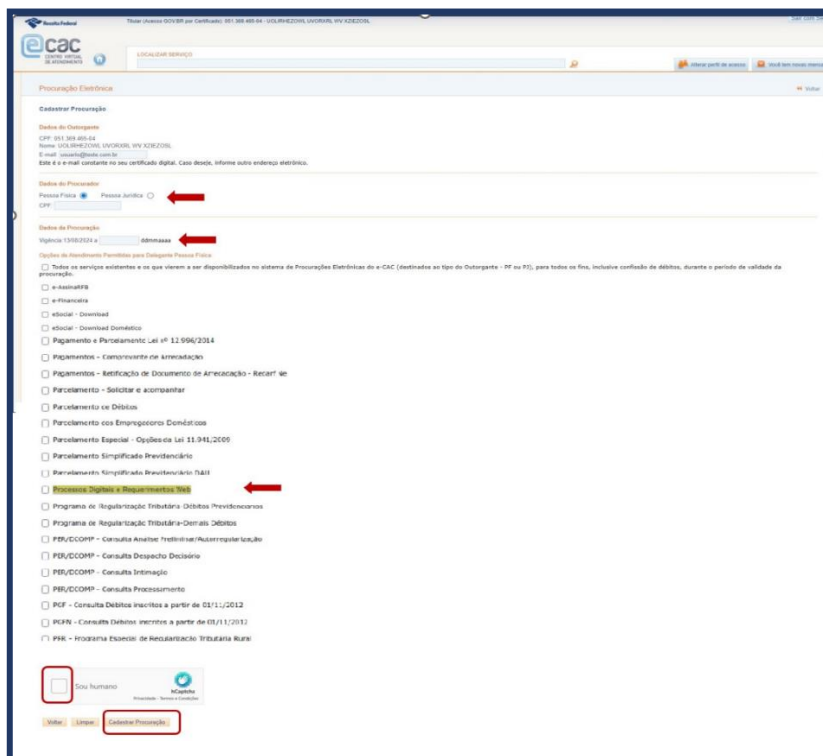 Receita Federal
Titular (Acesso GOV.BR por Certificado): 051.369.465-04 - UOLIRHEZOWL UVORXRL WV XZIEZOSL
e cac
CENTRO VIRTUAL
DE ATENDIMENTO
LOCALIZAR SERVIÇO
Alterar perfil de acesso
Você tem novas
Procuração Eletrônica
Voltar
Cadastrar Procuração
Dados do Outorgante
CPF: 051.369.465-04
Nome: UOLIRHEZOWL UVORXRL WV XZIEZOSL
E-mail: usuario@teste.com.br
Este é o e-mail constante no seu certificado digital. Caso deseje, informe outro endereço eletrônico.
Dados do Procurador
Pessoa Física Pessoa Jurídica
CPF:
Dados da Procuração
Vigência 13/08/2024 a ddmmaaaa
Opções de Atendimento Permitidas para Delegante Pessoa Física
Todos os serviços existentes e os que vierem a ser disponibilizados no sistema de Procurações Eletrônicas do e-CAC (destinados ao tipo do Outorgante - PF ou PJ), para todos os fins, inclusive confissão de débitos, durante o período de validade da
procuração.
e-AssinaRFB
e-Financeira
eSocial - Download
eSocial - Download Doméstico
Pagamento e Parcelamento Lei nº 12.996/2014
Pagamentos - Comprovante de Arrecadação
Pagamentos - Retificação de Documento de Arrecadação - Redarf Net
Parcelamento - Solicitar e acompanhar
Parcelamento de Débitos
Parcelamento dos Empregadores Domésticos
Parcelamento Especial - Opções da Lei 11.941/2009
Parcelamento Simplificado Previdenciário
Parcelamento Simplificado Previdenciário DAU
Processos Digitais e Requerimentos Web
Programa de Regularização Tributária-Débitos Previdenciários
Programa de Regularização Tributária-Demais Débitos
PER/DCOMP - Consulta Análise Preliminar/Autorregularização
PER/DCOMP - Consulta Despacho Decisório
PER/DCOMP - Consulta Intimação
PER/DCOMP - Consulta Processamento
PGF - Consulta Débitos inscritos a partir de 01/11/2012
PGFN - Consulta Débitos inscritos a partir de 01/11/2012
PRR - Programa Especial de Regularização Tributária Rural
Sou humano
hCaptcha
Privacidade - Termos e Condições
Voltar Limpar Cadastrar Procuração